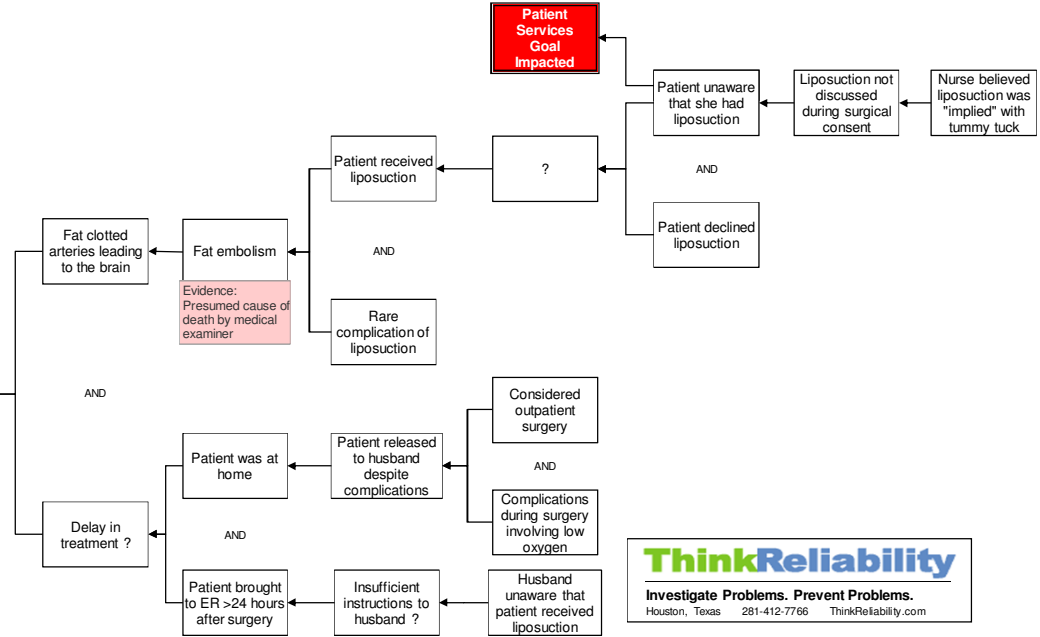 Patient
Services
Goal
Impacted
Patient unaware
that she had
liposuction
Liposuction not
discussed
during surgical
consent
Nurse believed
liposuction was
"implied" with
tummy tuck
Patient received
liposuction
?
AND
Patient declined
liposuction
Fat clotted
arteries leading
to the brain
Fat embolism
AND
Evidence:
Presumed cause of
death by medical
examiner
Rare
complication of
liposuction
AND
Considered
outpatient
surgery
Patient was at
home
Patient released
to husband
despite
complications
AND
Complications
during surgery
involving low
oxygen
Delay in
treatment ?
AND
Patient brought
to ER >24 hours
after surgery
Insufficient
instructions to
husband ?
Husband
unaware that
patient received
liposuction
ThinkReliability
Investigate Problems. Prevent Problems.
Houston, Texas 281-412-7766 ThinkReliability.com